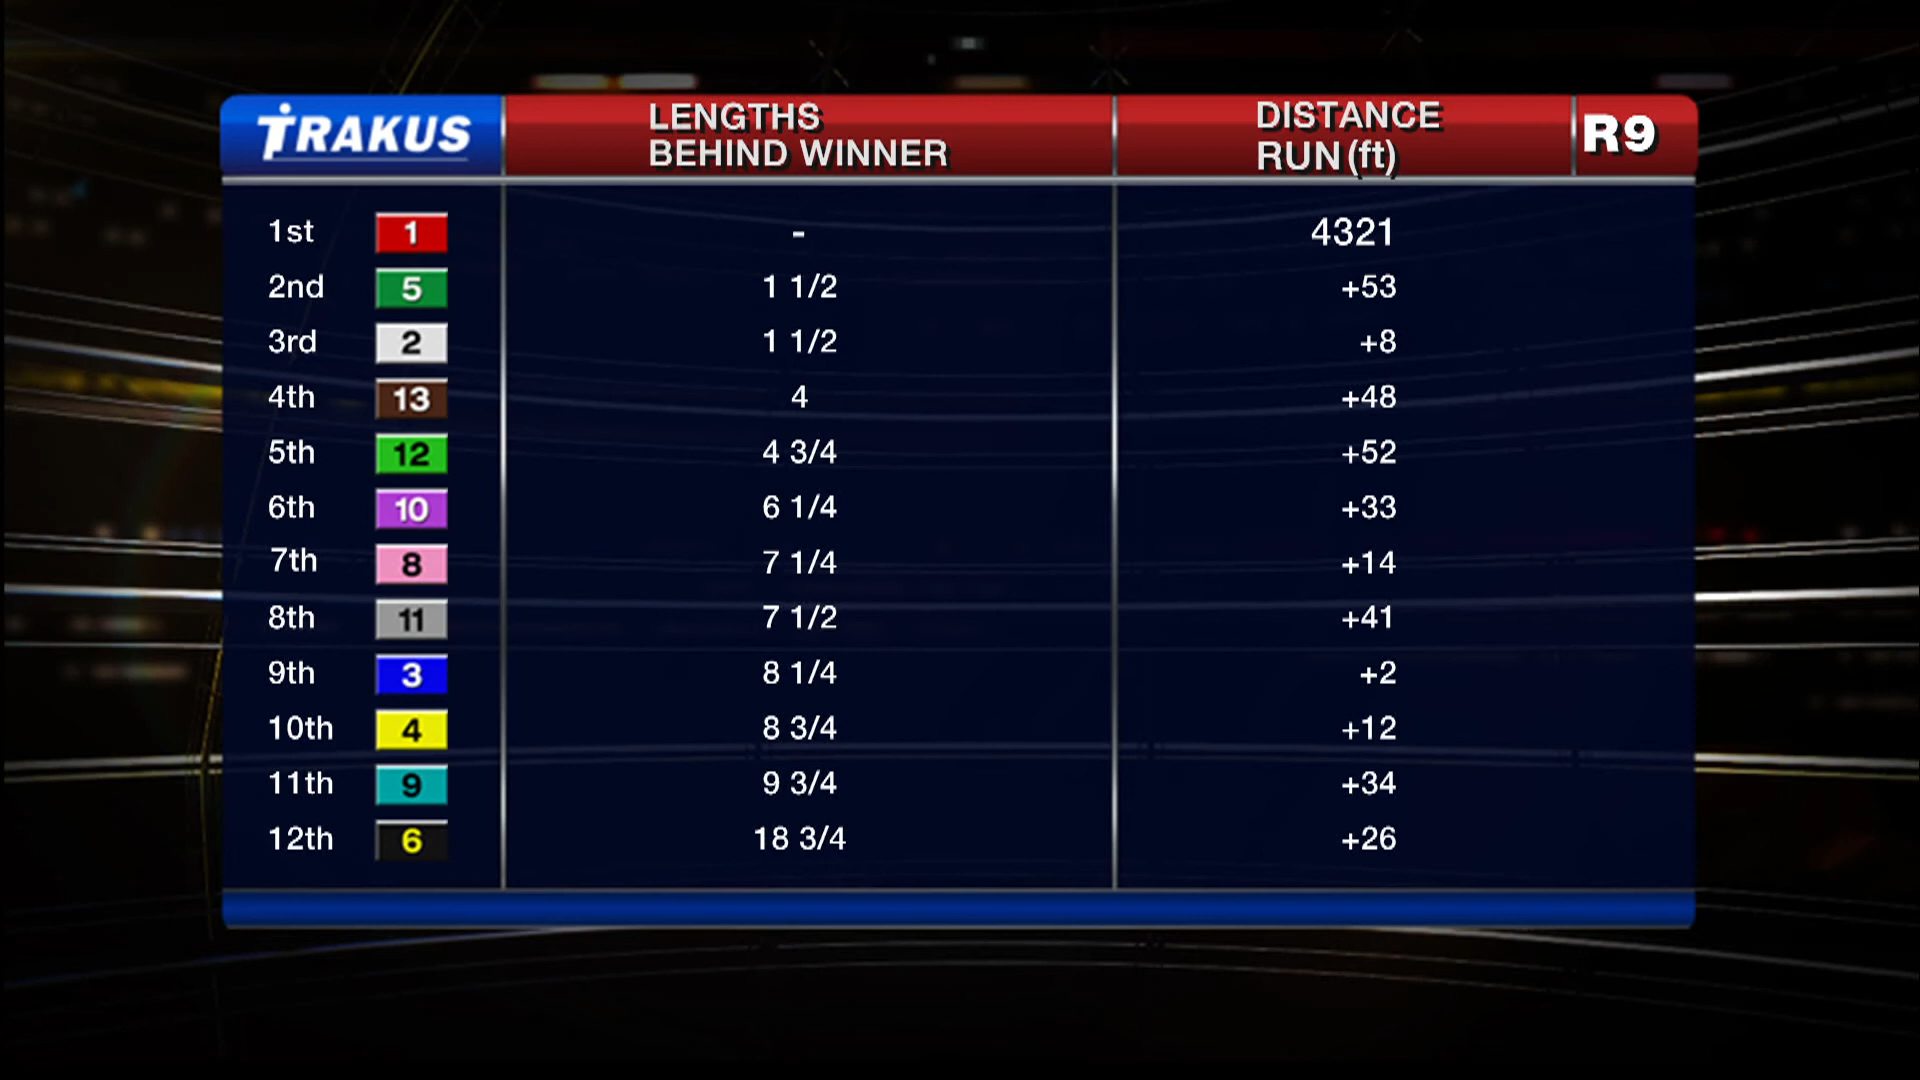 TRAKUS
LENGTHS
BEHIND WINNER
DISTANCE
RUN (ft)
R9
1st 1 - 4321
2nd 5 1 1/2 +53
3rd 2 1 1/2 +8
4th 13 4 +48
5th 12 4 3/4 +52
6th 10 6 1/4 +33
7th 8 7 1/4 +14
8th 11 7 1/2 +41
9th 3 8 1/4 +2
10th 4 8 3/4 +12
11th 9 9 3/4 +34
12th 6 18 3/4 +26